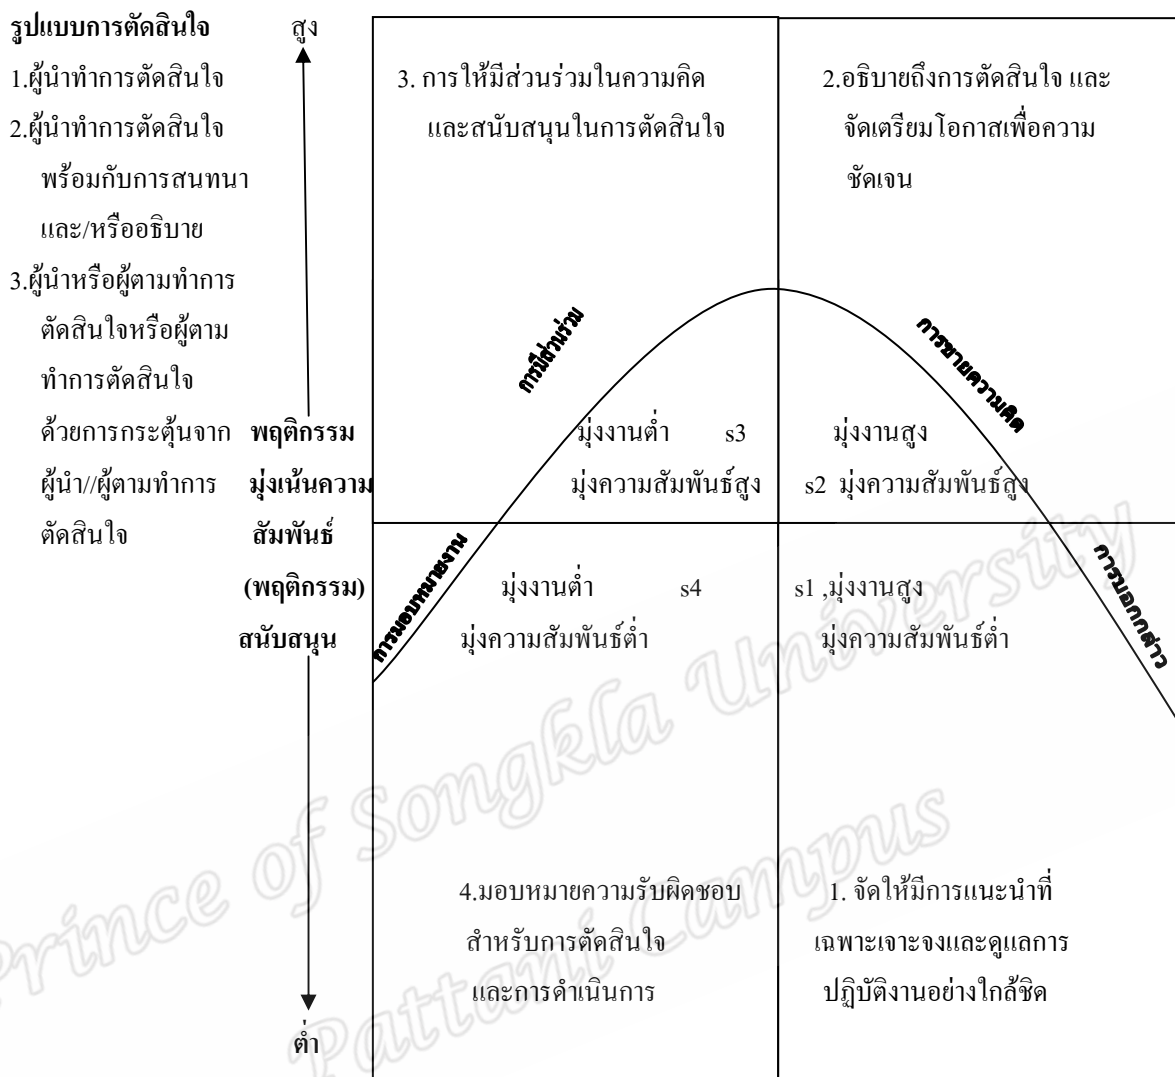 รูปแบบการตัดสินใจ
1.ผู้นำทำการตัดสินใจ
2.ผู้นำทำการตัดสินใจ
พร้อมกับการสนทนา
และ/หรืออธิบาย
3.ผู้นำหรือผู้ตามทำการ
ตัดสินใจหรือผู้ตาม
ทำการตัดสินใจ
ด้วยการกระตุ้นจาก
ผู้นำ//ผู้ตามทำการ
ตัดสินใจ
สูง
พฤติกรรม
มุ่งเน้นความ
สัมพันธ์
(พฤติกรรม)
สนับสนุน
ต่ำ
3. การให้มีส่วนร่วมในความคิด
และสนับสนุนในการตัดสินใจ
2.อธิบายถึงการตัดสินใจ และ
จัดเตรียมโอกาสเพื่อความ
ชัดเจน
การมีส่วนร่วม
การขายความคิด
มุ่งงานต่ำ s3
มุ่งความสัมพันธ์สูง
มุ่งงานสูง
s2 มุ่งความสัมพันธ์สูง
การมอบหมายงาน
การบอกกล่าว
มุ่งงานต่ำ s4
มุ่งความสัมพันธ์ต่ำ
s1 ,มุ่งงานสูง
มุ่งความสัมพันธ์ต่ำ
4.มอบหมายความรับผิดชอบ
สำหรับการตัดสินใจ
และการดำเนินการ
1. จัดให้มีการแนะนำที่
เฉพาะเจาะจงและดูแลการ
ปฏิบัติงานอย่างใกล้ชิด
Prince of Songkla University
Pattani Campus